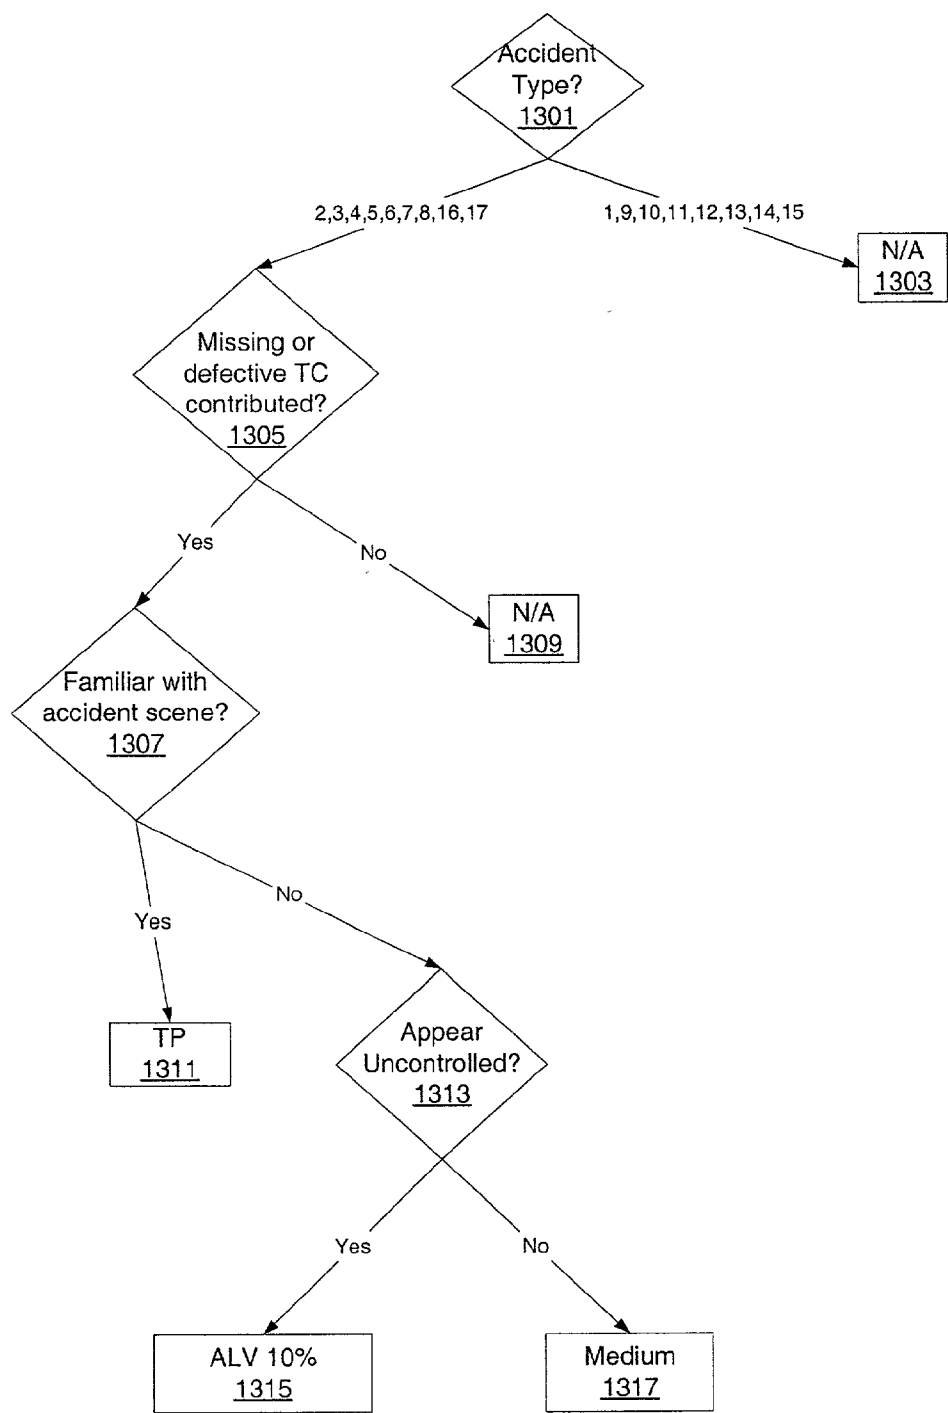 Accident
Type?
1301
2,3,4,5,6,7,8,16,17
1,9,10,11,12,13,14,15
N/A
1303
Missing or
defective TC
contributed?
1305
Yes
No
N/A
1309
Familiar with
accident scene?
1307
Yes
No
TP
1311
Appear
Uncontrolled?
1313
Yes
No
ALV 10%
1315
Medium
1317